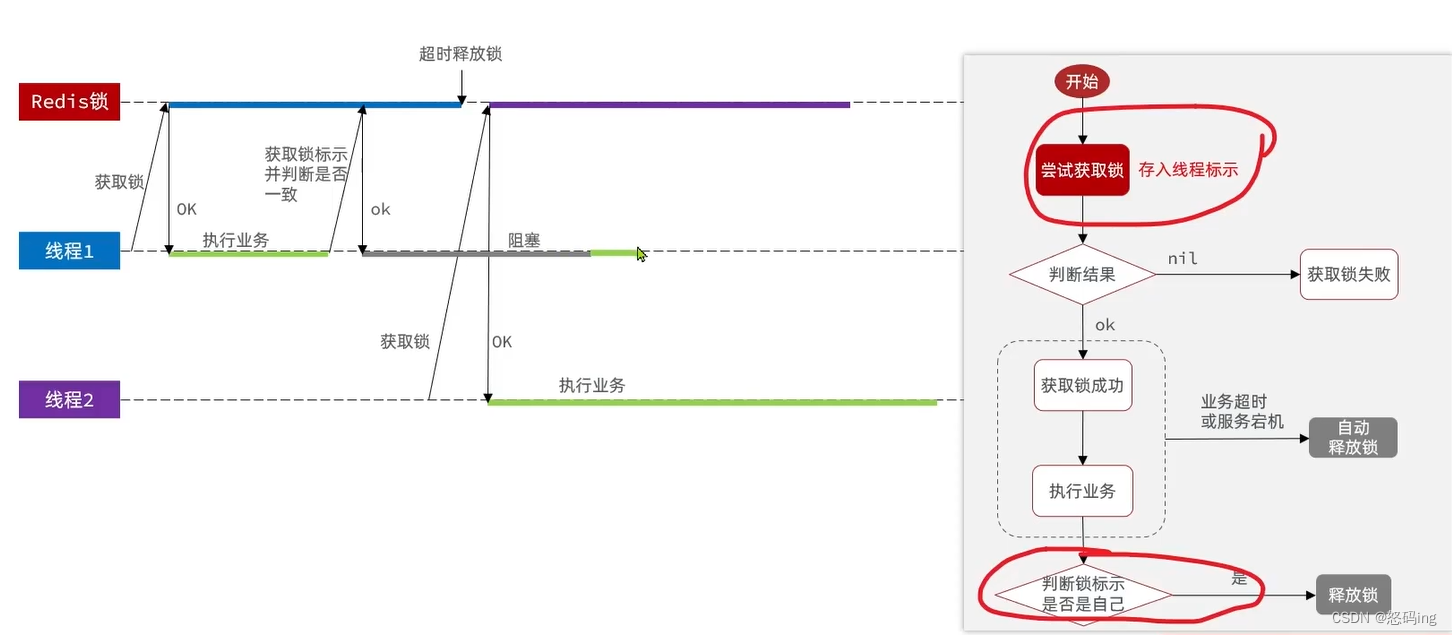 超时释放锁
Redis锁
获取锁
OK
获取锁标示
并判断是否
一致
ok
线程1
执行业务
阻塞
获取锁
OK
线程2
执行业务
开始
尝试获取锁
存入线程标示
判断结果
nil
获取锁失败
ok
获取锁成功
业务超时
或服务宕机
自动
释放锁
执行业务
判断锁标示
是否是自己
是
释放锁
CSDN @怒码ing